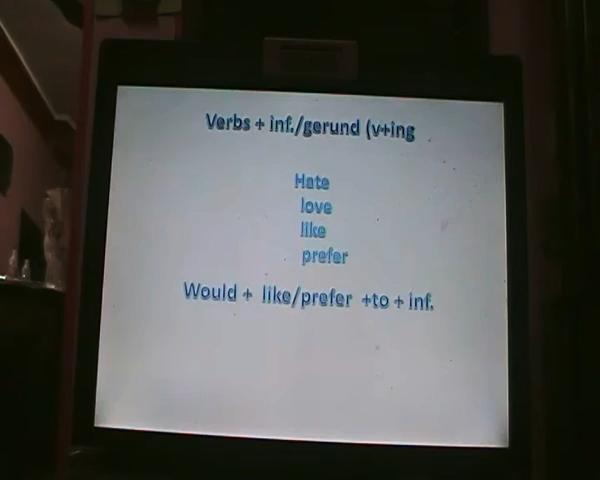 Verbs + inf./gerund (v+ing
Hate
love
like
prefer
Would + like/prefer +to + inf.